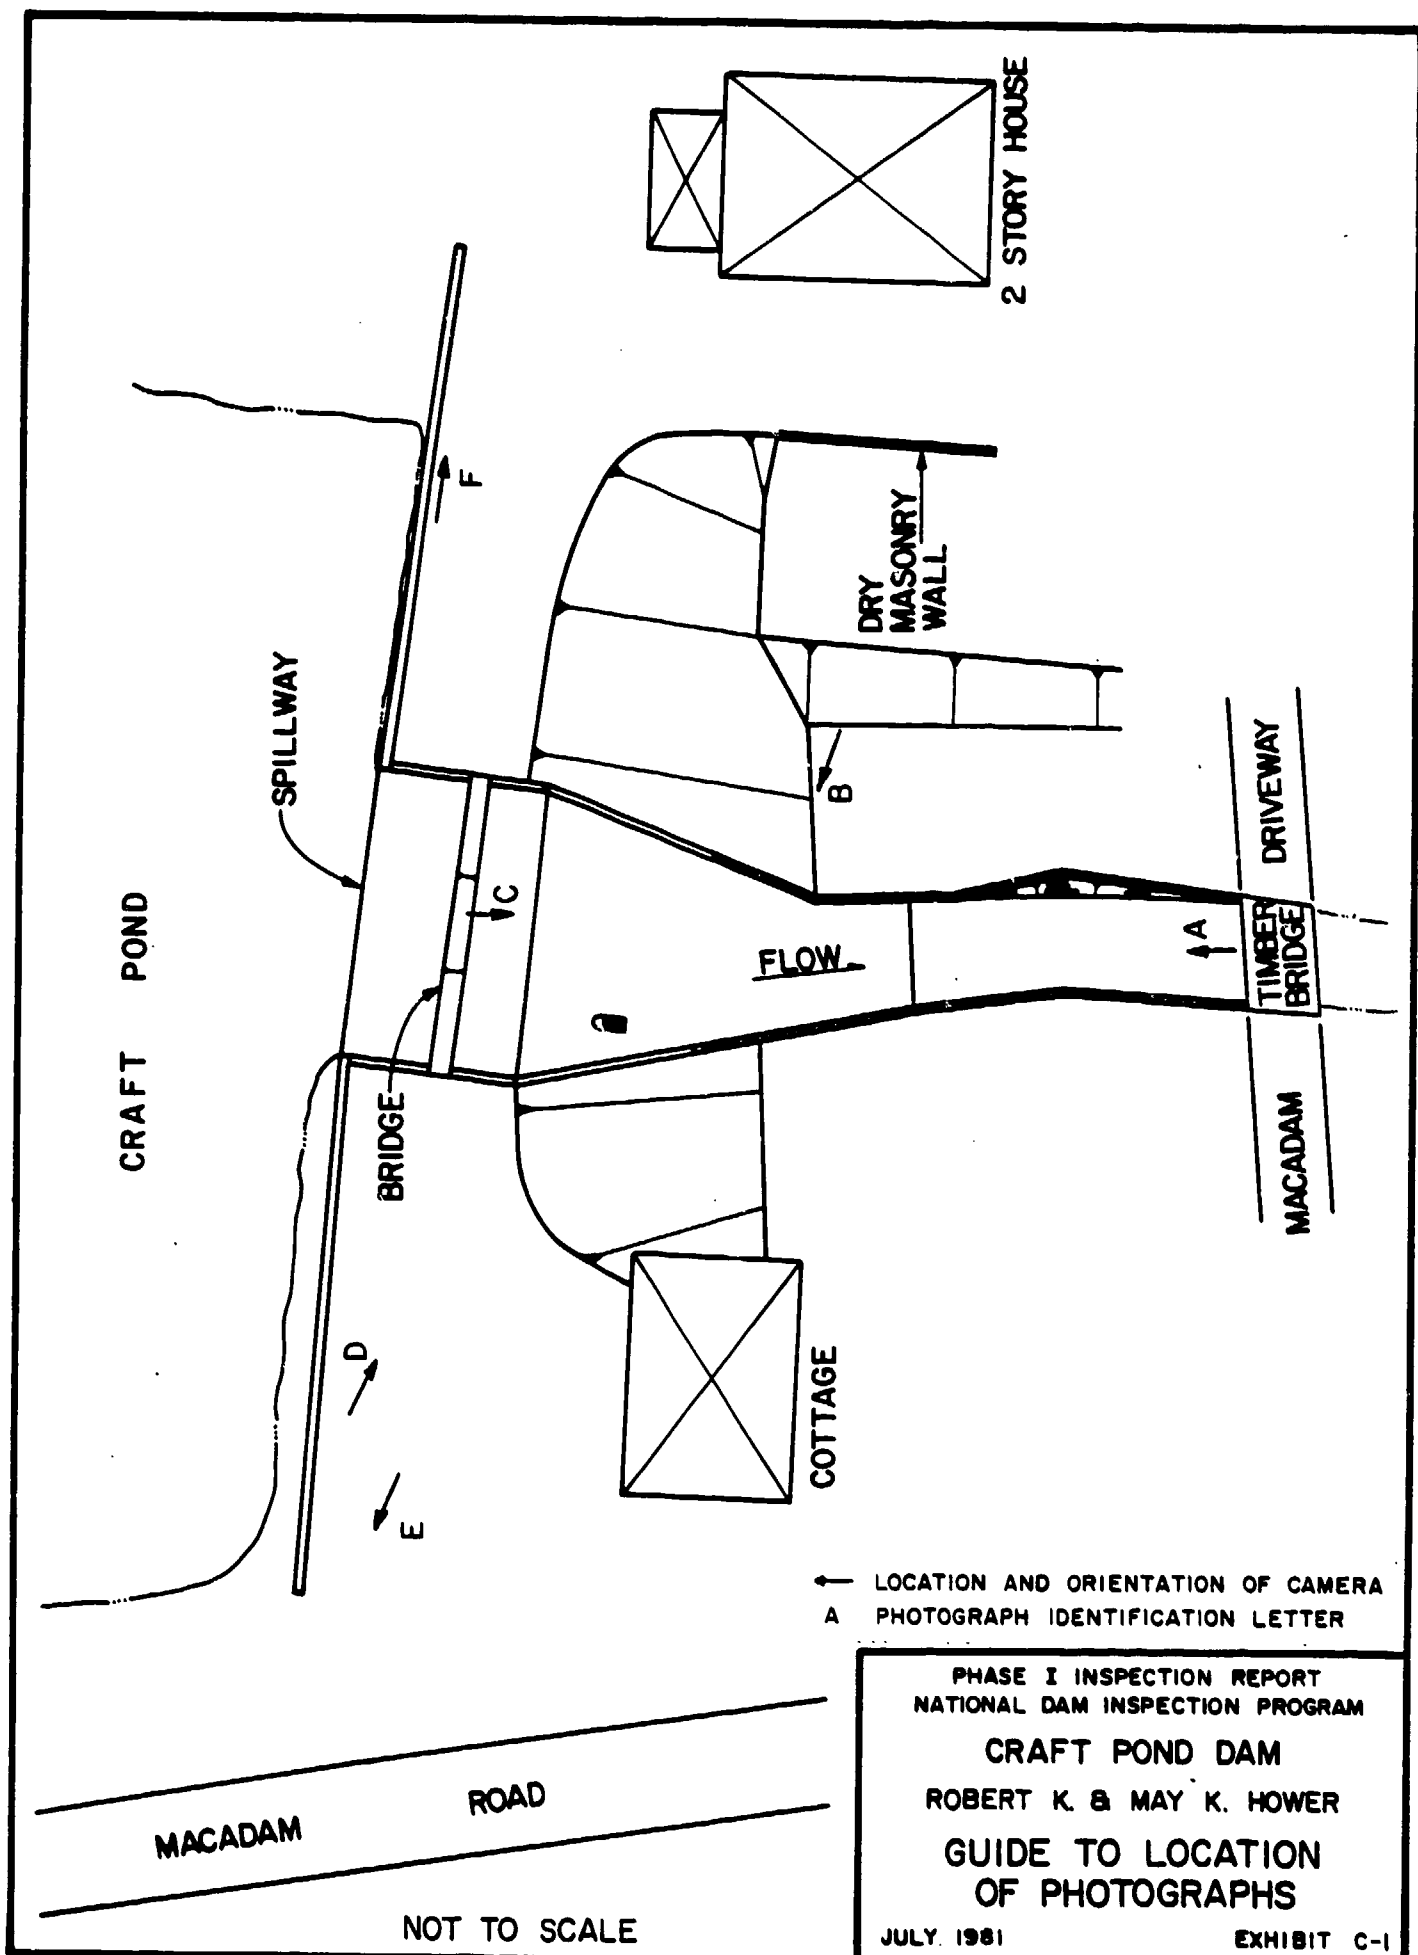 2 STORY HOUSE
F
DRY
MASONRY
WALL
SPILLWAY
B
DRIVEWAY
CRAFT POND
C
A
FLOW
TIMBER
BRIDGE
BRIDGE
MACADAM
D
E
COTTAGE
LOCATION AND ORIENTATION OF CAMERA
A PHOTOGRAPH IDENTIFICATION LETTER
MACADAM ROAD
NOT TO SCALE
PHASE I INSPECTION REPORT
NATIONAL DAM INSPECTION PROGRAM
CRAFT POND DAM
ROBERT K. & MAY K. HOWER
GUIDE TO LOCATION
OF PHOTOGRAPHS
JULY. 1981 EXHIBIT C-1